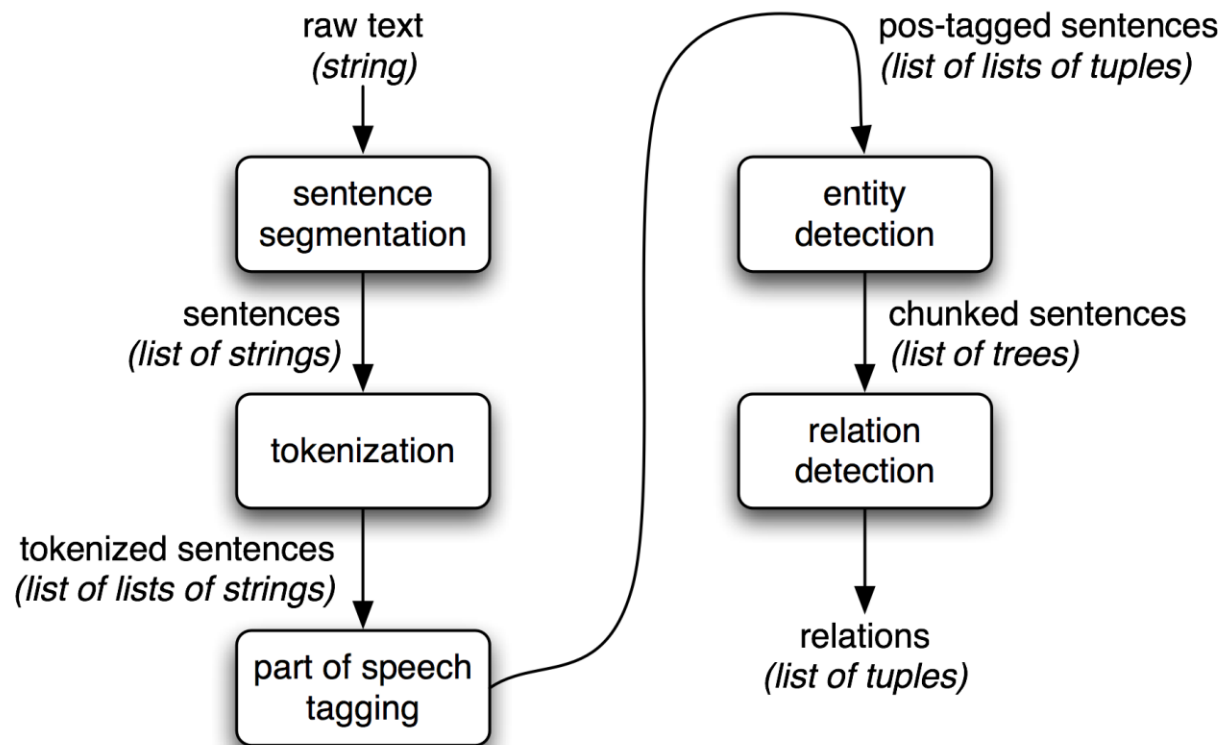 raw text
(string)
sentence
segmentation
sentences
(list of strings)
tokenization
tokenized sentences
(list of lists of strings)
part of speech
tagging
pos-tagged sentences
(list of lists of tuples)
entity
detection
chunked sentences
(list of trees)
relation
detection
relations
(list of tuples)